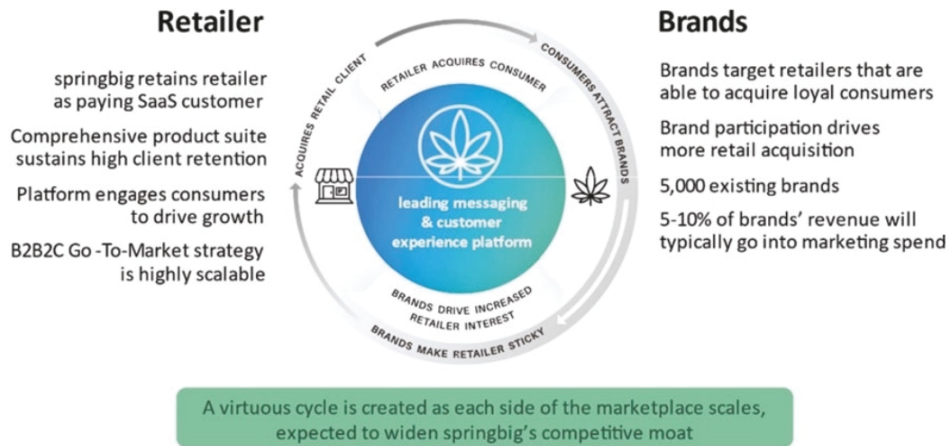 Retailer
springbig retains retailer
as paying SaaS customer
Comprehensive product suite
sustains high client retention
Platform engages consumers
to drive growth
B2B2C Go -To-Market strategy
is highly scalable
ACQUIRES RETAIL CLIENT
RETAILER ACQUIRES CONSUMER
CONSUMERS ATTRACT BRANDS
leading messaging
& customer
experience platform
BRANDS DRIVE INCREASED
RETAILER INTEREST
BRANDS MAKE RETAILER STICKY
Brands
Brands target retailers that are
able to acquire loyal consumers
Brand participation drives
more retail acquisition
5,000 existing brands
5-10% of brands’ revenue will
typically go into marketing spend
A virtuous cycle is created as each side of the marketplace scales,
expected to widen springbig’s competitive moat